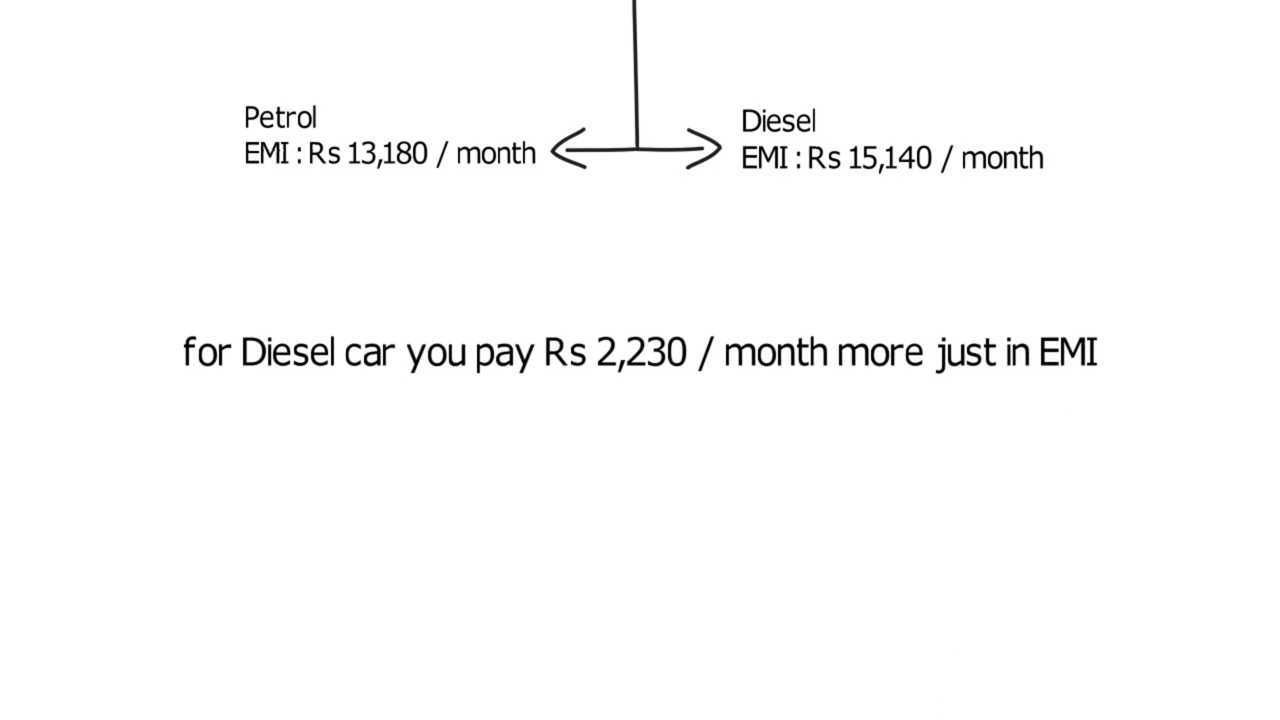 Petrol
EMI : Rs 13,180 / month
Diesel
EMI : Rs 15,140 / month
for Diesel car you pay Rs 2,230 / month more just in EMI